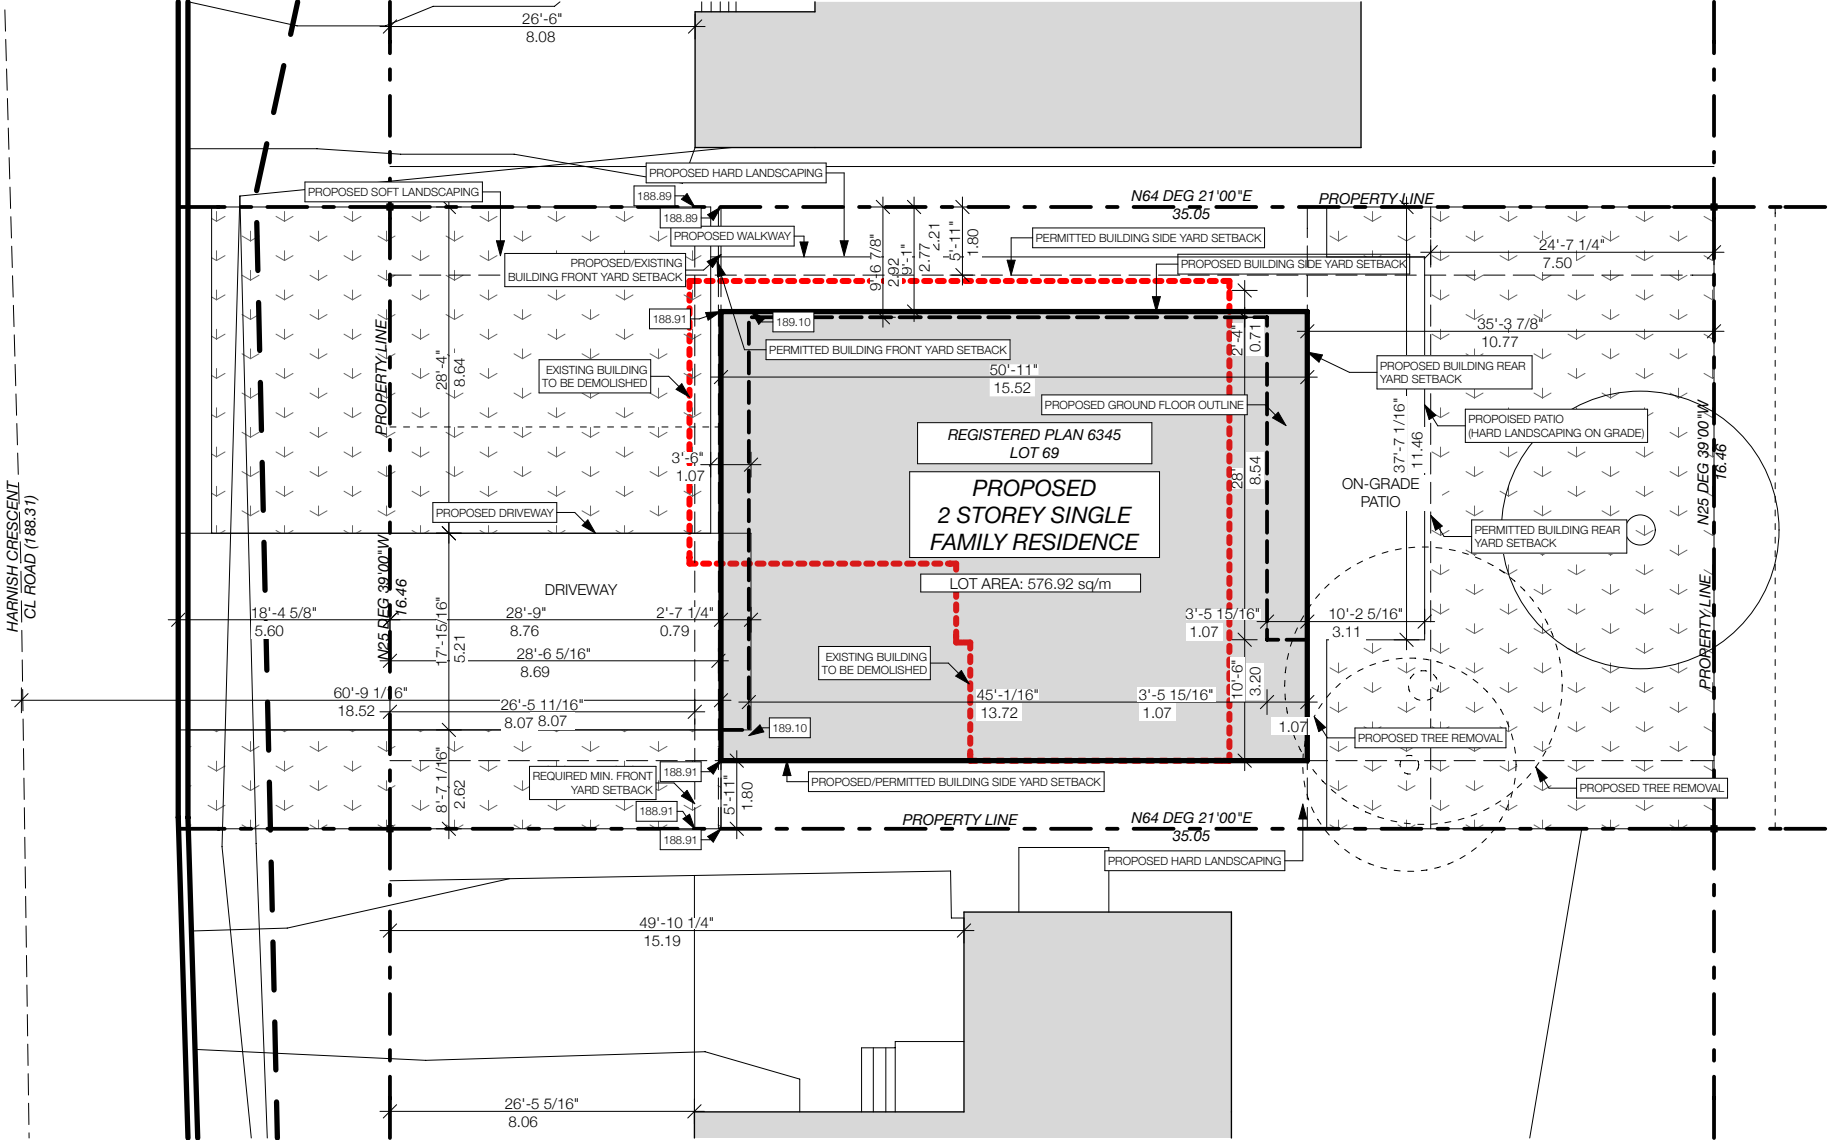 26'-6"
8.08
PROPOSED SOFT LANDSCAPING
PROPOSED HARD LANDSCAPING
188.89
188.89
PROPOSED WALKWAY
PROPOSED/EXISTING
BUILDING FRONT YARD SETBACK
N64 DEG 21'00"E
35.05
PROPERTY LINE
PERMITTED BUILDING SIDE YARD SETBACK
PROPOSED BUILDING SIDE YARD SETBACK
9'-6 7/8"
2.92
9'-1"
2.77
2.21
5'-11"
1.80
24'-7 1/4"
7.50
188.91
189.10
PERMITTED BUILDING FRONT YARD SETBACK
2'-4"
0.71
35'-3 7/8"
10.77
PROPERTY LINE
28'-4"
8.64
EXISTING BUILDING
TO BE DEMOLISHED
50'-11"
15.52
PROPOSED BUILDING REAR
YARD SETBACK
PROPOSED GROUND FLOOR OUTLINE
PROPOISED PATIO
(HARD LANDSCAPING ON GRADE)
REGISTERED PLAN 6345
LOT 69
3'-6"
1.07
28'
8.54
37'-7 1/16"
11.46
N25 DEG 39'00"W
16.46
PROPOSED
2 STOREY SINGLE
FAMILY RESIDENCE
ON-GRADE
PATIO
HARNISH CRESCENT
CL ROAD (188.31)
PROPOSED DRIVEWAY
PERMITTED BUILDING REAR
YARD SETBACK
LOT AREA: 576.92 sq/m
DRIVEWAY
N25 DEG 39'00"W
16.46
18'-4 5/8"
5.60
28'-9"
8.76
2'-7 1/4"
0.79
3'-5 15/16"
1.07
10'-2 5/16"
3.11
PROPERTY LINE
17'-15/16"
5.21
28'-6 5/16"
8.69
EXISTING BUILDING
TO BE DEMOLISHED
10'-6"
3.20
60'-9 1/16"
18.52
26'-5 11/16"
8.07
8.07
45'-1/16"
13.72
3'-5 15/16"
1.07
1.07
189.10
PROPOSED TREE REMOVAL
REQUIRED MIN. FRONT
YARD SETBACK
188.91
8'-7 1/16"
2.62
5'-11"
1.80
PROPOSED/PERMITTED BUILDING SIDE YARD SETBACK
PROPOSED TREE REMOVAL
188.91
188.91
PROPERTY LINE
N64 DEG 21'00"E
35.05
PROPOSED HARD LANDSCAPING
49'-10 1/4"
15.19
26'-5 5/16"
8.06